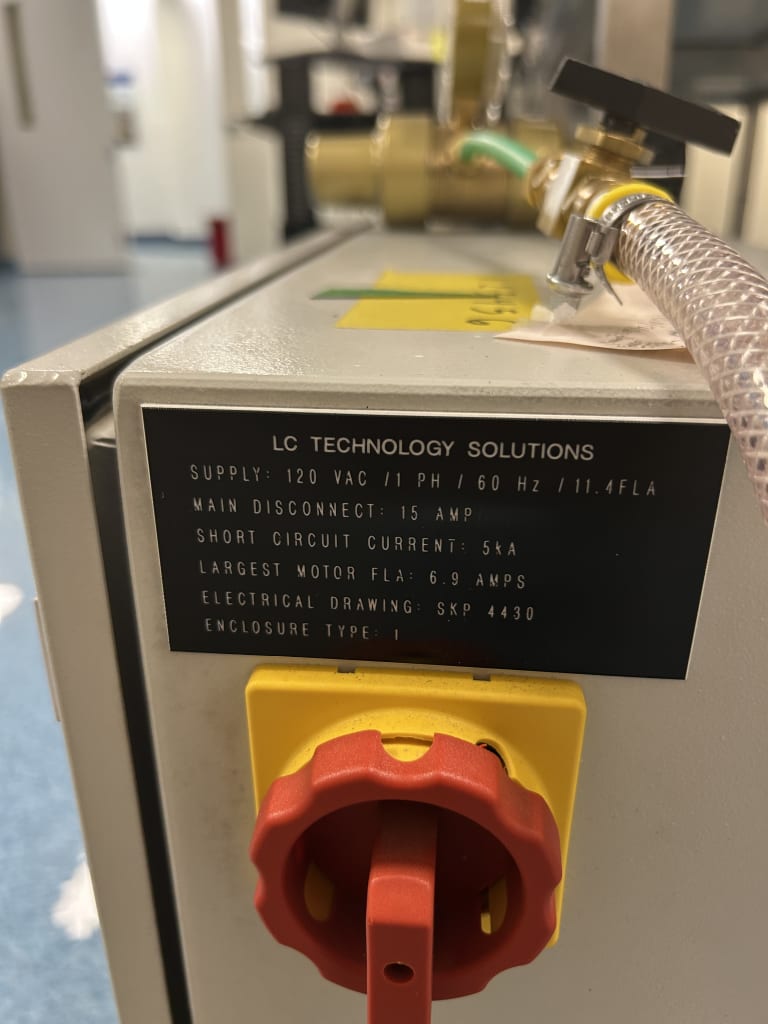 LC TECHNOLOGY SOLUTIONS
SUPPLY: 120 VAC /1 PH / 60 Hz / 11.4FLA
MAIN DISCONNECT: 15 AMP
SHORT CIRCUIT CURRENT: 5kA
LARGEST MOTOR FLA: 6.9 AMPS
ELECTRICAL DRAWING: SKP 4430
ENCLOSURE TYPE: 1